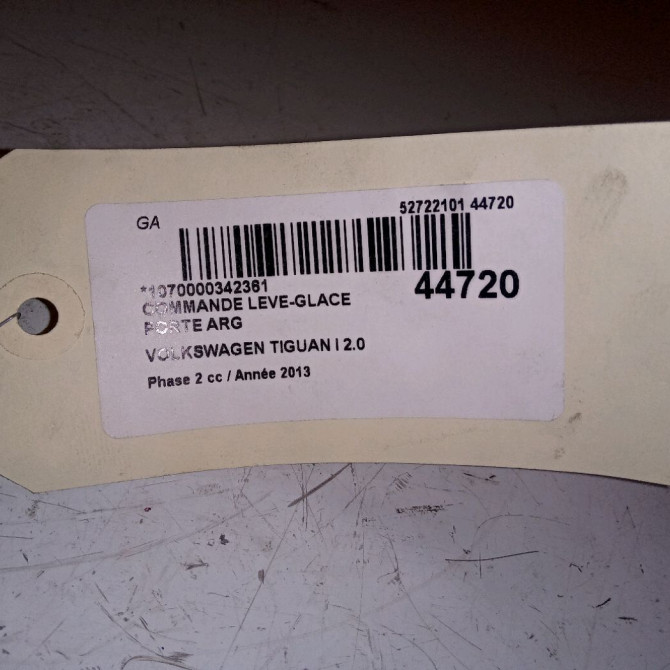 GA
52722101 44720
*1070000342361
44720
COMMANDE LEVE-GLACE
PORTE ARG
VOLKSWAGEN TIGUAN I 2.0
Phase 2 cc / Année 2013